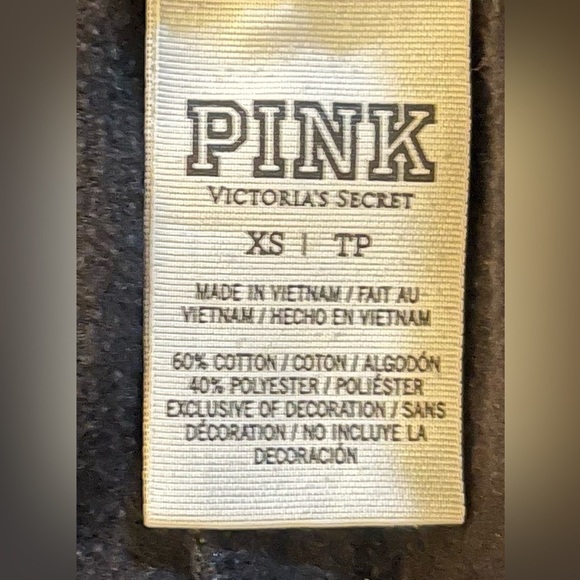 PINK
VICTORIA'S SECRET
XS | TP
MADE IN VIETNAM / FAIT AU
VIETNAM / HECHO EN VIETNAM
60% COTTON / COTON / ALGODÓN
40% POLYESTER / POLIÉSTER
EXCLUSIVE OF DECORATION / SANS
DÉCORATION / NO INCLUYE LA
DECORACIÓN